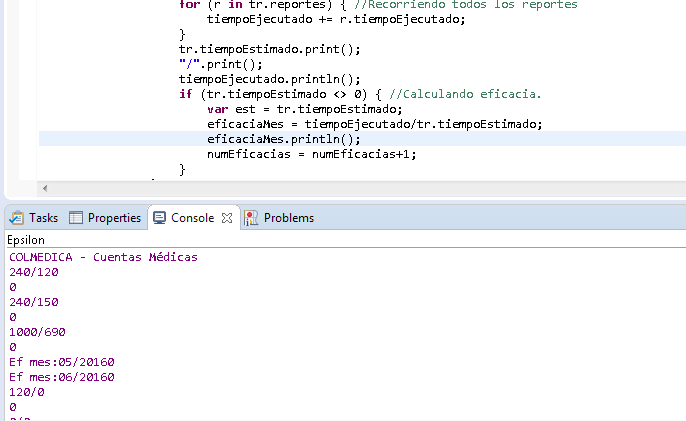 for (r in tr.reportes) { //Recorriendo todos los reportes
tiempoEjecutado += r.tiempoEjecutado;
}
tr.tiempoEstimado.print();
"/".print();
tiempoEjecutado.println();
if (tr.tiempoEstimado <> 0) { //Calculando eficacia.
var est = tr.tiempoEstimado;
eficaciaMes = tiempoEjecutado/tr.tiempoEstimado;
eficaciaMes.println();
numEficacias = numEficacias+1;
}
Tasks Properties Console Problems
Epsilon
COLMEDICA - Cuentas Médicas
240/120
0
240/150
0
1000/690
0
Ef mes:05/20160
Ef mes:06/20160
120/0
0